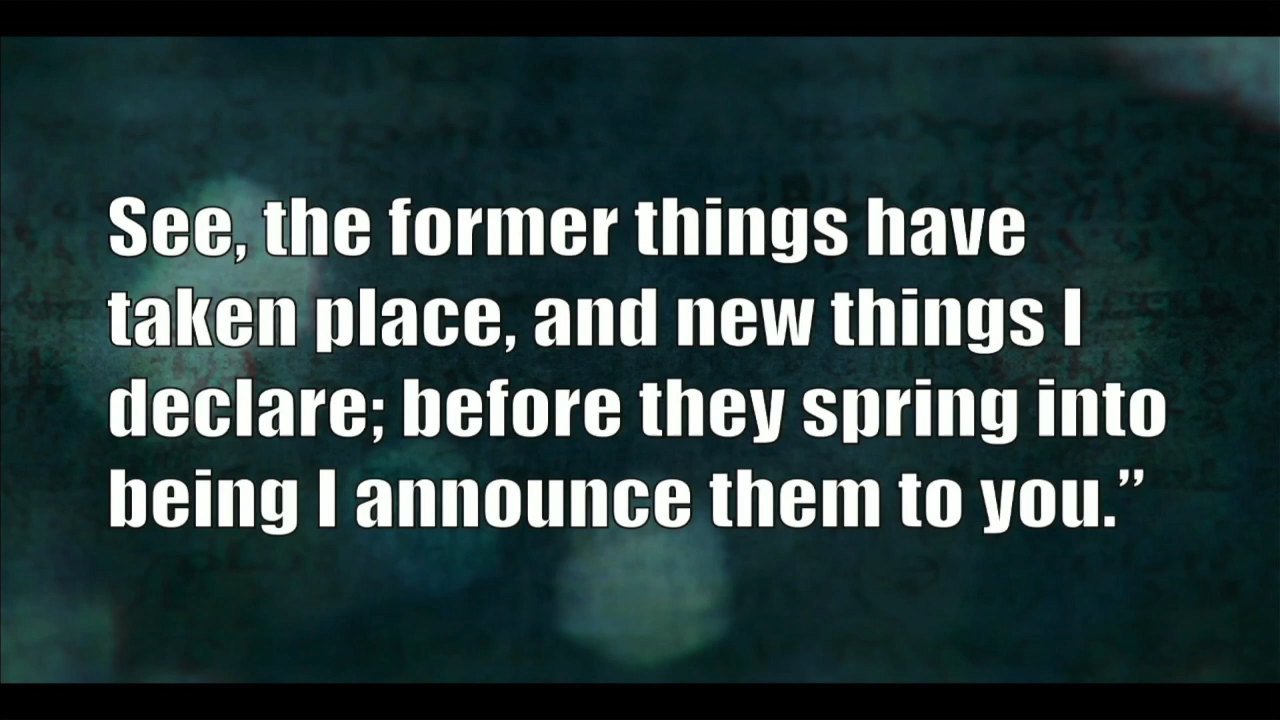 See, the former things have
taken place, and new things I
declare; before they spring into
being I announce them to you.”